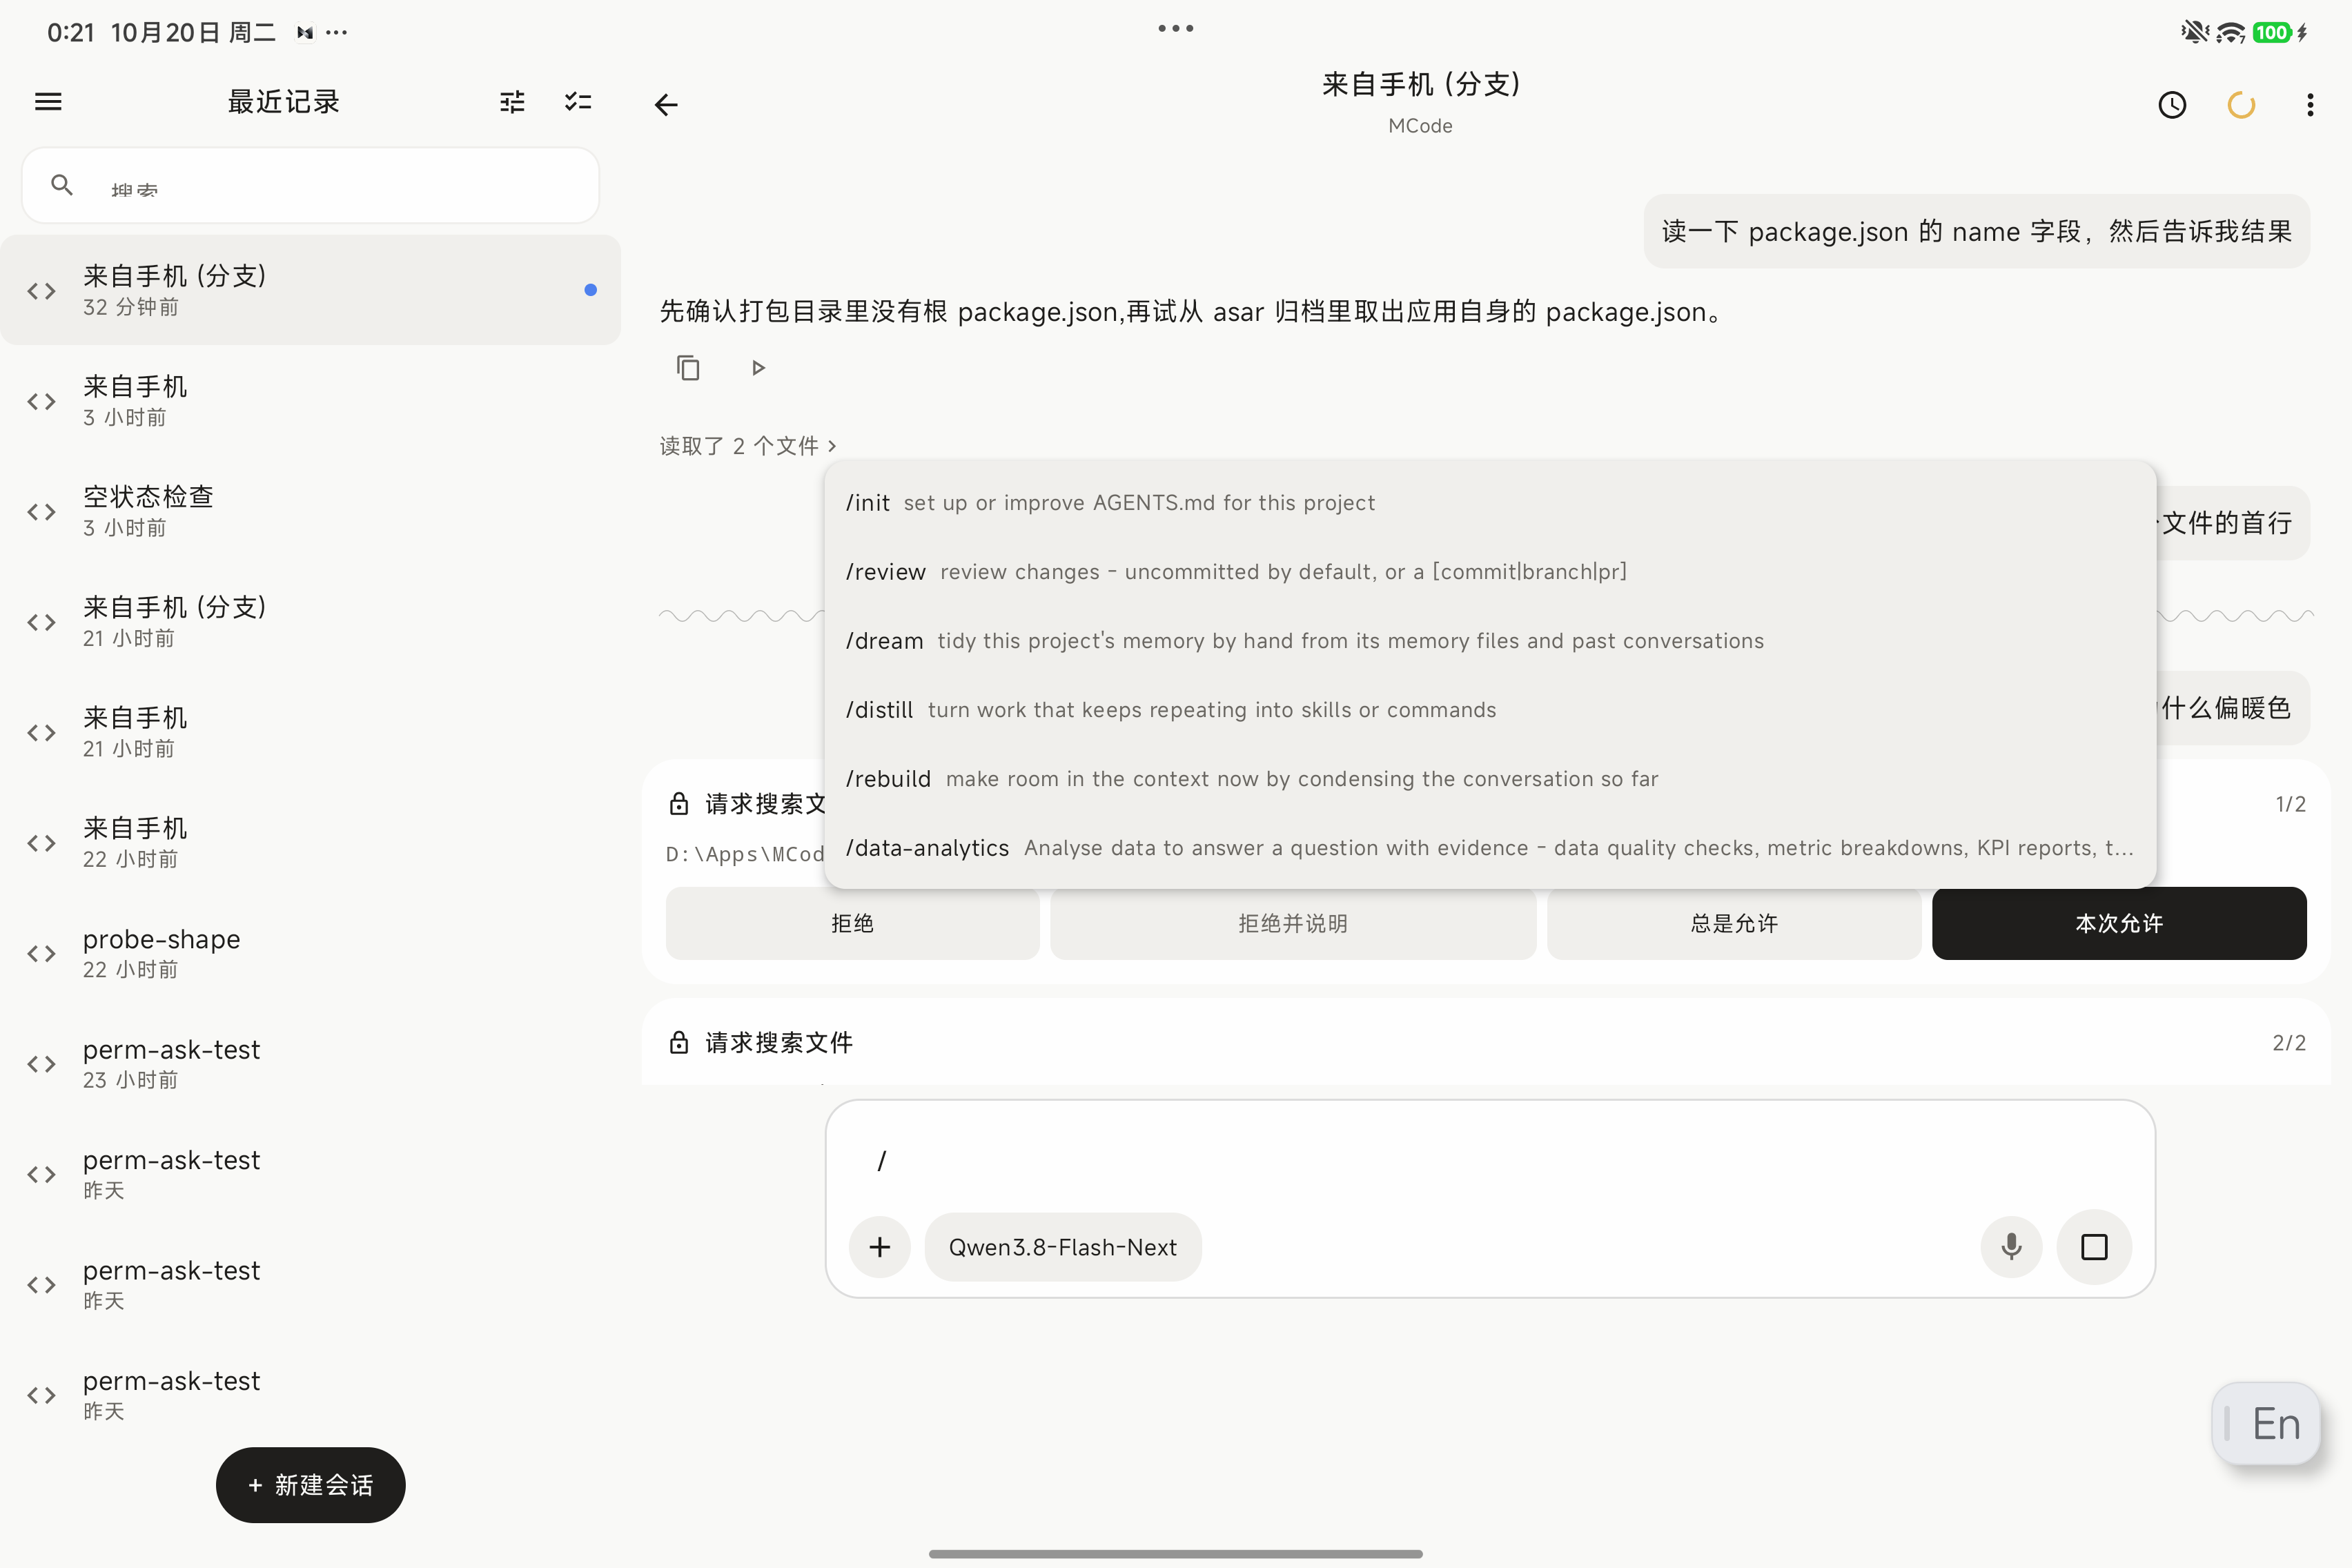 0:21 10月20日 周二
100
最近记录
搜索
来自手机 (分支)
32 分钟前
来自手机
3 小时前
空状态检查
3 小时前
来自手机 (分支)
21 小时前
来自手机
21 小时前
来自手机
22 小时前
probe-shape
22 小时前
perm-ask-test
23 小时前
perm-ask-test
昨天
perm-ask-test
昨天
perm-ask-test
昨天
+ 新建会话
来自手机 (分支)
MCode
读一下 package.json 的 name 字段，然后告诉我结果
先确认打包目录里没有根 package.json,再试从 asar 归档里取出应用自身的 package.json。
读取了 2 个文件
文件的首行
什么偏暖色
/init set up or improve AGENTS.md for this project
/review review changes - uncommitted by default, or a [commit|branch|pr]
/dream tidy this project's memory by hand from its memory files and past conversations
/distill turn work that keeps repeating into skills or commands
/rebuild make room in the context now by condensing the conversation so far
/data-analytics Analyse data to answer a question with evidence - data quality checks, metric breakdowns, KPI reports, t...
请求搜索文
1/2
D:\Apps\MCod
拒绝
拒绝并说明
总是允许
本次允许
请求搜索文件
2/2
/
Qwen3.8-Flash-Next
En